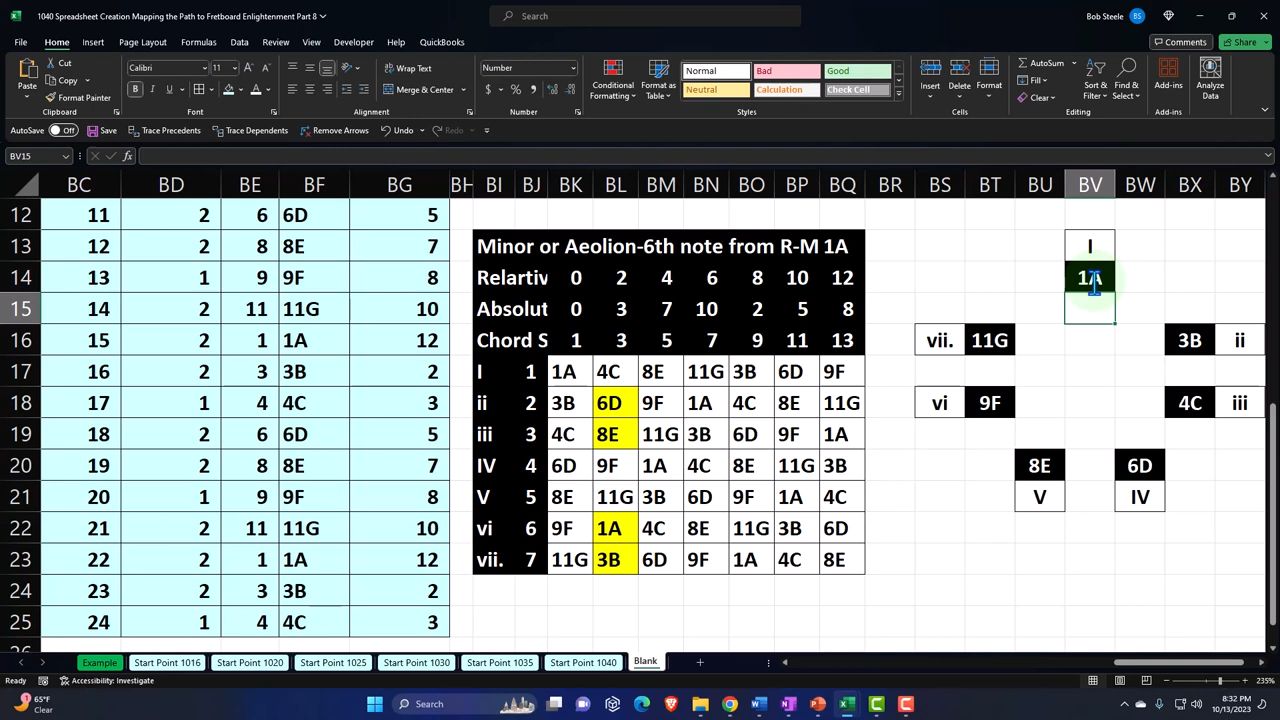 1040 Spreadsheet Creation Mapping the Path to Fretboard Enlightenment Part 8
Search
Bob Steele BS
File Home Insert Page Layout Formulas Data Review View Developer Help QuickBooks Comments Share
Paste Cut Copy Format Painter
Calibri 11 A A
B I U
Wrap Text
Merge & Center
Number
$ % 9
Conditional Formatting Format as Table
Normal Bad Good
Neutral Calculation Check Cell
Insert Delete Format
AutoSum Fill Clear
Sort & Filter Find & Select
Add-ins
Analyze Data
Clipboard Font Alignment Number Styles Cells Editing Add-ins
AutoSave Off Save Trace Precedents Trace Dependents Remove Arrows Undo
BV15 fx
BC BD BE BF BG BH BI BJ BK BL BM BN BO BP BQ BR BS BT BU BV BW BX BY
12 11 2 6 6D 5
13 12 2 8 8E 7 Minor or Aeolion-6th note from R-M 1A I
14 13 1 9 9F 8 Relartiv 0 2 4 6 8 10 12 1A
15 14 2 11 11G 10 Absolut 0 3 7 10 2 5 8
16 15 2 1 1A 12 Chord S 1 3 5 7 9 11 13 vii. 11G 3B ii
17 16 2 3 3B 2 I 1 1A 4C 8E 11G 3B 6D 9F
18 17 1 4 4C 3 ii 2 3B 6D 9F 1A 4C 8E 11G vi 9F 4C iii
19 18 2 6 6D 5 iii 3 4C 8E 11G 3B 6D 9F 1A
20 19 2 8 8E 7 IV 4 6D 9F 1A 4C 8E 11G 3B 8E 6D
21 20 1 9 9F 8 V 5 8E 11G 3B 6D 9F 1A 4C V IV
22 21 2 11 11G 10 vi 6 9F 1A 4C 8E 11G 3B 6D
23 22 2 1 1A 12 vii. 7 11G 3B 6D 9F 1A 4C 8E
24 23 2 3 3B 2
25 24 1 4 4C 3
Example Start Point 1016 Start Point 1020 Start Point 1025 Start Point 1030 Start Point 1035 Start Point 1040 Blank
Ready Accessibility: Investigate 235%
1 65°F Clear
Search
8:32 PM
10/13/2023